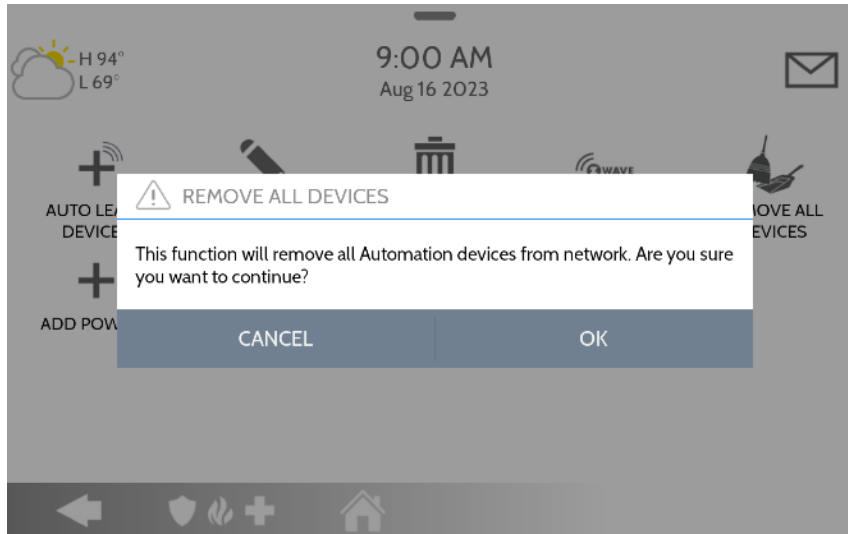 H 94°
L 69°
9:00 AM
Aug 16 2023
WAVE
AUTO LEA
DEVICE
OVE ALL
EVICES
REMOVE ALL DEVICES
This function will remove all Automation devices from network. Are you sure
you want to continue?
ADD POW
CANCEL
OK